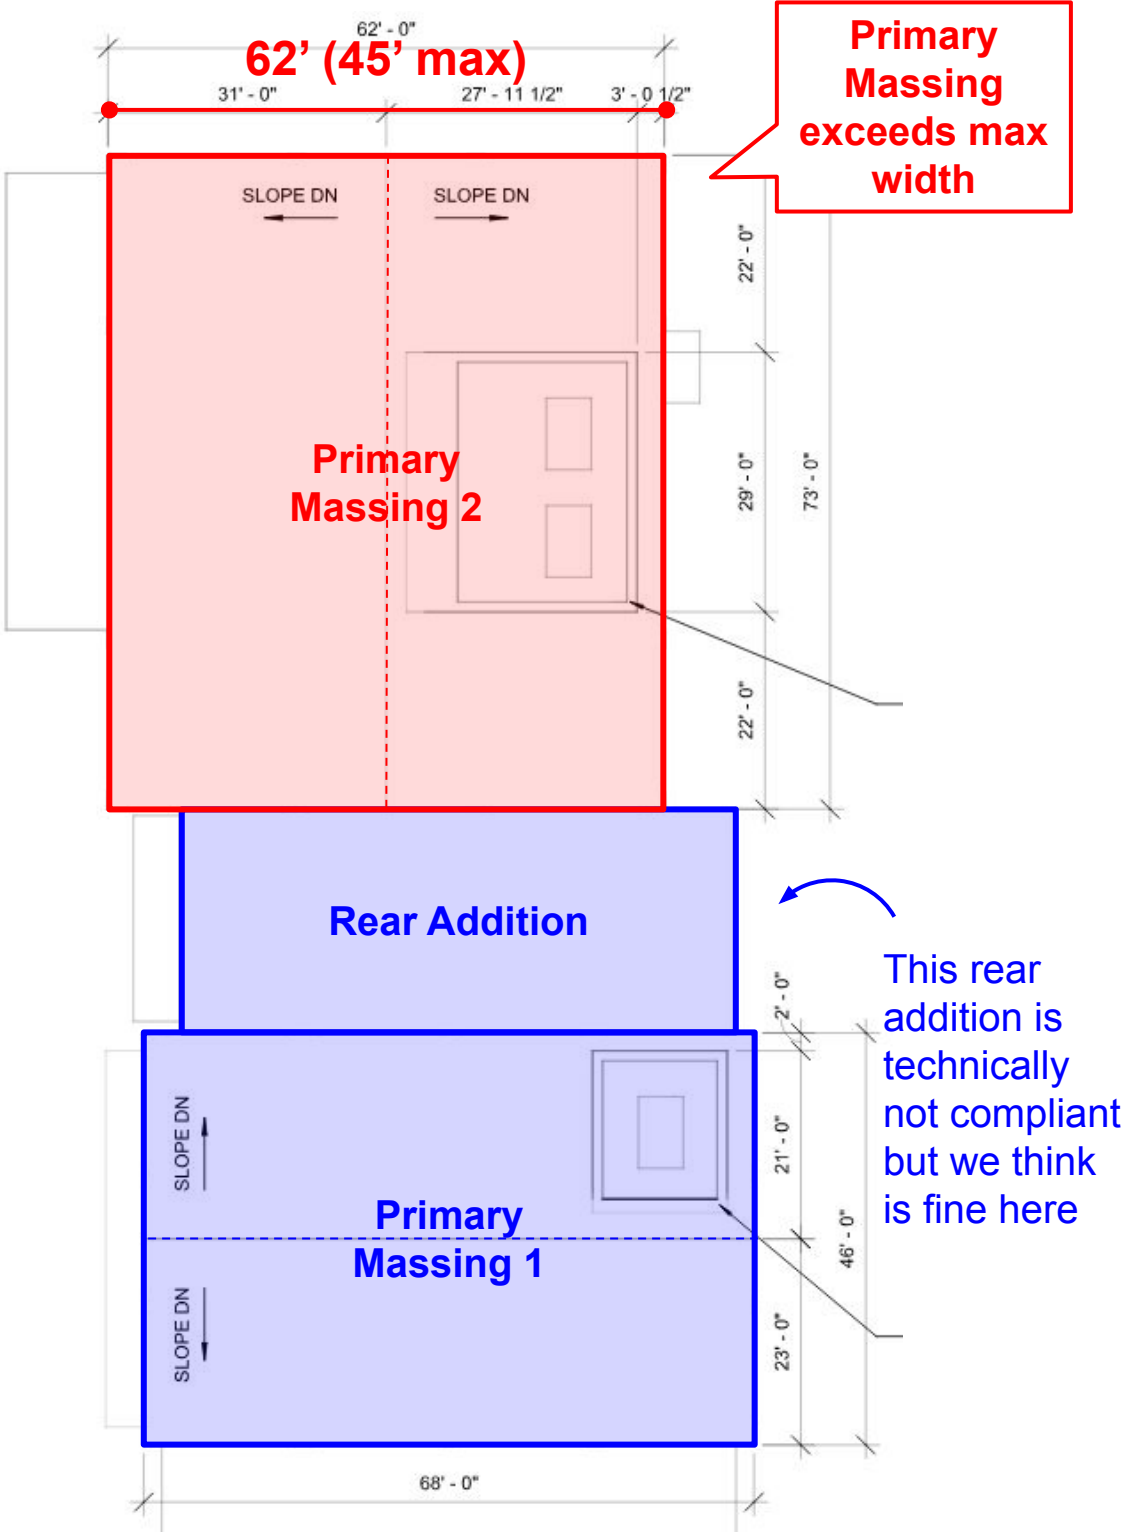 62' - 0"
62’ (45’ max)
31' - 0"
27' - 11 1/2"
3' - 0 1/2"
Primary
Massing
exceeds max
width
SLOPE DN
SLOPE DN
22' - 0"
29' - 0"
73' - 0"
22' - 0"
Primary
Massing 2
Rear Addition
This rear
addition is
technically
not compliant
but we think
is fine here
2' - 0"
21' - 0"
46' - 0"
23' - 0"
SLOPE DN
SLOPE DN
Primary
Massing 1
68' - 0"